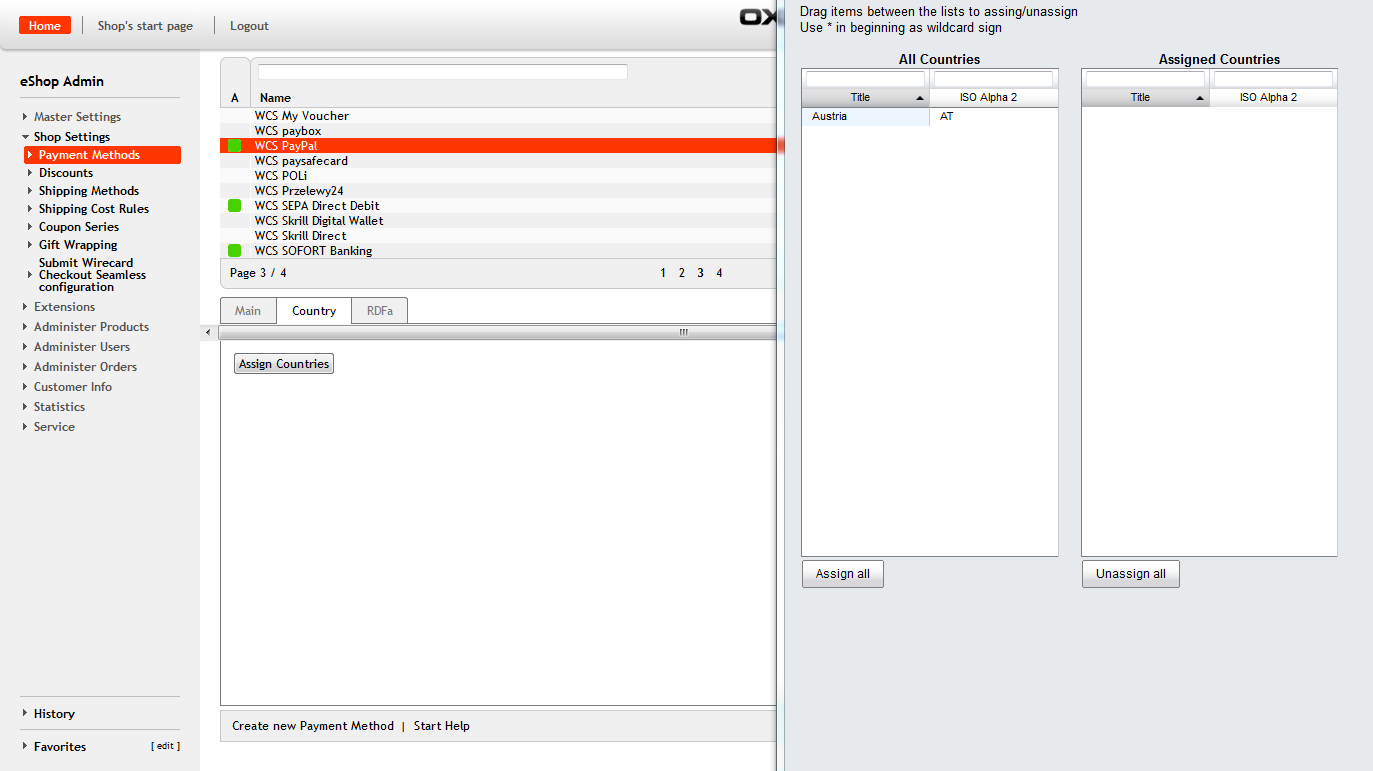 Home
Shop's start page
Logout
OX
eShop Admin
Master Settings
Shop Settings
Payment Methods
Discounts
Shipping Methods
Shipping Cost Rules
Coupon Series
Gift Wrapping
Submit Wirecard
Checkout Seamless
configuration
Extensions
Administer Products
Administer Users
Administer Orders
Customer Info
Statistics
Service
History
Favorites [ edit ]
A Name
WCS My Voucher
WCS paybox
WCS PayPal
WCS paysafecard
WCS POLi
WCS Przelewy24
WCS SEPA Direct Debit
WCS Skrill Digital Wallet
WCS Skrill Direct
WCS SOFORT Banking
Page 3 / 4 1 2 3 4
Main Country RDFa
Assign Countries
Create new Payment Method | Start Help
Drag items between the lists to assing/unassign
Use * in beginning as wildcard sign
All Countries
Title ISO Alpha 2
Austria AT
Assign all
Assigned Countries
Title ISO Alpha 2
Unassign all